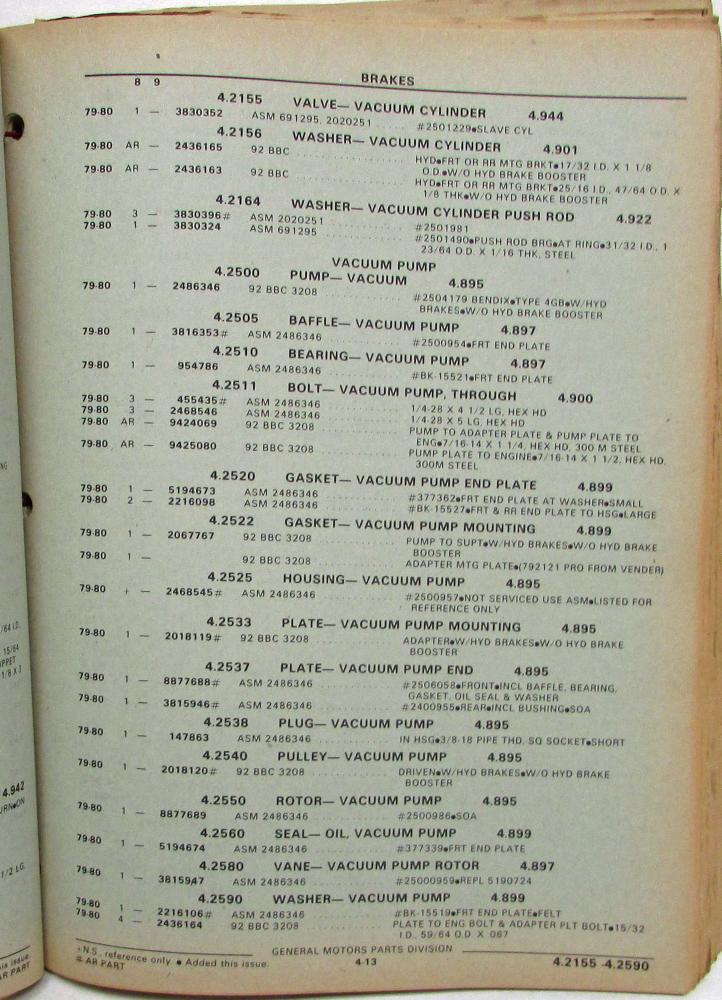 BRAKES
8 9
4.2155 VALVE— VACUUM CYLINDER 4.944
79-80 1 — 3830352 ASM 691295, 2020251 ...... #2501229●SLAVE CYL
4.2156 WASHER— VACUUM CYLINDER 4.901
79-80 AR — 2436165 92 BBC .................. HYD●FRT OR RR MTG BRKT●17/32 I.D. X 1 1/8
O.D.●W/O HYD BRAKE BOOSTER
79-80 AR — 2436163 92 BBC .................. HYD●FRT OR RR MTG BRKT●25/16 I.D., 47/64 O.D. X
1/8 THK●W/O HYD BRAKE BOOSTER
4.2164 WASHER— VACUUM CYLINDER PUSH ROD 4.922
79-80 3 — 3830396# ASM 2020251 ............ #2501981
79-80 1 — 3830324 ASM 691295 ............ #2501490●PUSH ROD BRG●AT RING●31/32 I.D., 1
23/64 O.D. X 1/16 THK, STEEL
VACUUM PUMP
4.2500 PUMP— VACUUM 4.895
79-80 1 — 2486346 92 BBC 3208 ............ #2504179 BENDIX●TYPE 4GB●W/HYD
BRAKES●W/O HYD BRAKE BOOSTER
4.2505 BAFFLE— VACUUM PUMP 4.897
79-80 1 — 3816353# ASM 2486346 ............ #2500954●FRT END PLATE
4.2510 BEARING— VACUUM PUMP 4.897
79-80 1 — 954786 ASM 2486346 ............ #BK-15521●FRT END PLATE
4.2511 BOLT— VACUUM PUMP, THROUGH 4.900
79-80 3 — 455435# ASM 2486346 ............ 1/4-28 X 4 1/2 LG, HEX HD
79-80 3 — 2468546 ASM 2486346 ............ 1/4-28 X 5 LG, HEX HD
79-80 AR — 9424069 92 BBC 3208 ............ PUMP TO ADAPTER PLATE & PUMP PLATE TO
ENG●7/16-14 X 1 1/4, HEX HD, 300 M STEEL
79-80 AR — 9425080 92 BBC 3208 ............ PUMP PLATE TO ENGINE●7/16-14 X 1 1/2, HEX HD,
300M STEEL
4.2520 GASKET— VACUUM PUMP END PLATE 4.899
79-80 1 — 5194673 ASM 2486346 ............ #377362●FRT END PLATE AT WASHER●SMALL
79-80 2 — 2216098 ASM 2486346 ............ #BK-15527●FRT & RR END PLATE TO HSG●LARGE
4.2522 GASKET— VACUUM PUMP MOUNTING 4.899
79-80 1 — 2067767 92 BBC 3208 ............ PUMP TO SUPT●W/HYD BRAKES●W/O HYD BRAKE
BOOSTER
79-80 1 — 92 BBC 3208 ............ ADAPTER MTG PLATE●(792121 PRO FROM VENDER)
4.2525 HOUSING— VACUUM PUMP 4.895
79-80 + — 2468545# ASM 2486346 ............ #2500957●NOT SERVICED USE ASM●LISTED FOR
REFERENCE ONLY
4.2533 PLATE— VACUUM PUMP MOUNTING 4.895
79-80 1 — 2018119# 92 BBC 3208 ............ ADAPTER●W/HYD BRAKES●W/O HYD BRAKE
BOOSTER
4.2537 PLATE— VACUUM PUMP END 4.895
79-80 1 — 8877688# ASM 2486346 ............ #2506058●FRONT●INCL BAFFLE, BEARING,
GASKET, OIL SEAL & WASHER
79-80 1 — 3815946# ASM 2486346 ............ #2400955●REAR●INCL BUSHING●SOA
4.2538 PLUG— VACUUM PUMP 4.895
79-80 1 — 147863 ASM 2486346 ............ IN HSG●3/8-18 PIPE THD, SQ SOCKET●SHORT
4.2540 PULLEY— VACUUM PUMP 4.895
79-80 1 — 2018120# 92 BBC 3208 ............ DRIVEN●W/HYD BRAKES●W/O HYD BRAKE
BOOSTER
4.2550 ROTOR— VACUUM PUMP 4.895
79-80 1 — 8877689 ASM 2486346 ............ #2500986●SOA
4.2560 SEAL— OIL, VACUUM PUMP 4.899
79-80 1 — 5194674 ASM 2486346 ............ #377339●FRT END PLATE
4.2580 VANE— VACUUM PUMP ROTOR 4.897
79-80 1 — 3815947 ASM 2486346 ............ #25000959●REPL 5190724
4.2590 WASHER— VACUUM PUMP 4.899
79-80 1 — 2216106# ASM 2486346 ............ #BK-15519●FRT END PLATE●FELT
79-80 4 — 2436164 92 BBC 3208 ............ PLATE TO ENG BOLT & ADAPTER PLT BOLT●15/32
I.D., 59/64 O.D. X .067
+N.S., reference only ● Added this issue.
# AR PART
GENERAL MOTORS PARTS DIVISION
4-13
4.2155 -4.2590
4.942
1/2 LG.
this issue.
AR PART